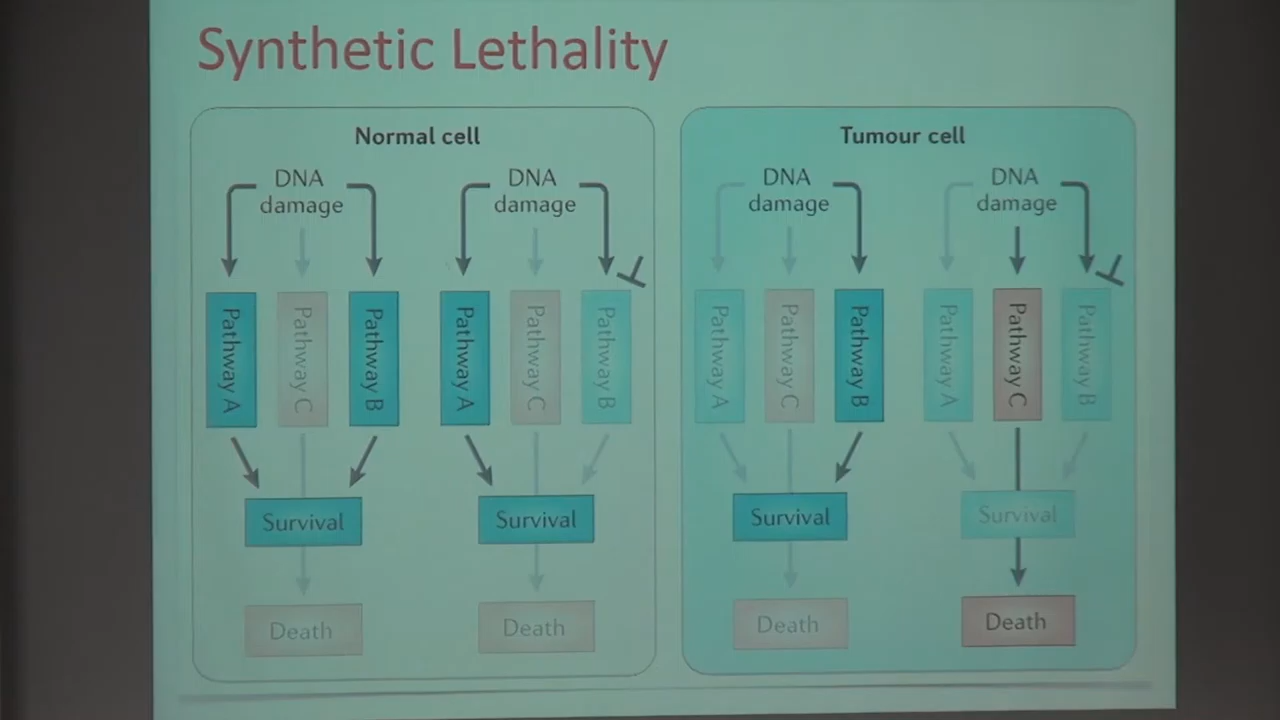 Synthetic Lethality
Normal cell
DNA
damage
Pathway A
Pathway C
Pathway B
Survival
Death
DNA
damage
Pathway A
Pathway C
Pathway B
Survival
Death
Tumour cell
DNA
damage
Pathway A
Pathway C
Pathway B
Survival
Death
DNA
damage
Pathway A
Pathway C
Pathway B
Survival
Death